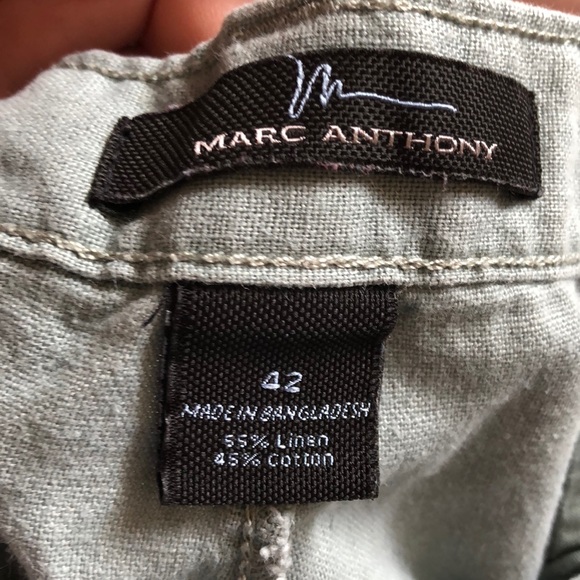 MARC ANTHONY
42
MADE IN BANGLADESH
55% Linen
45% Cotton